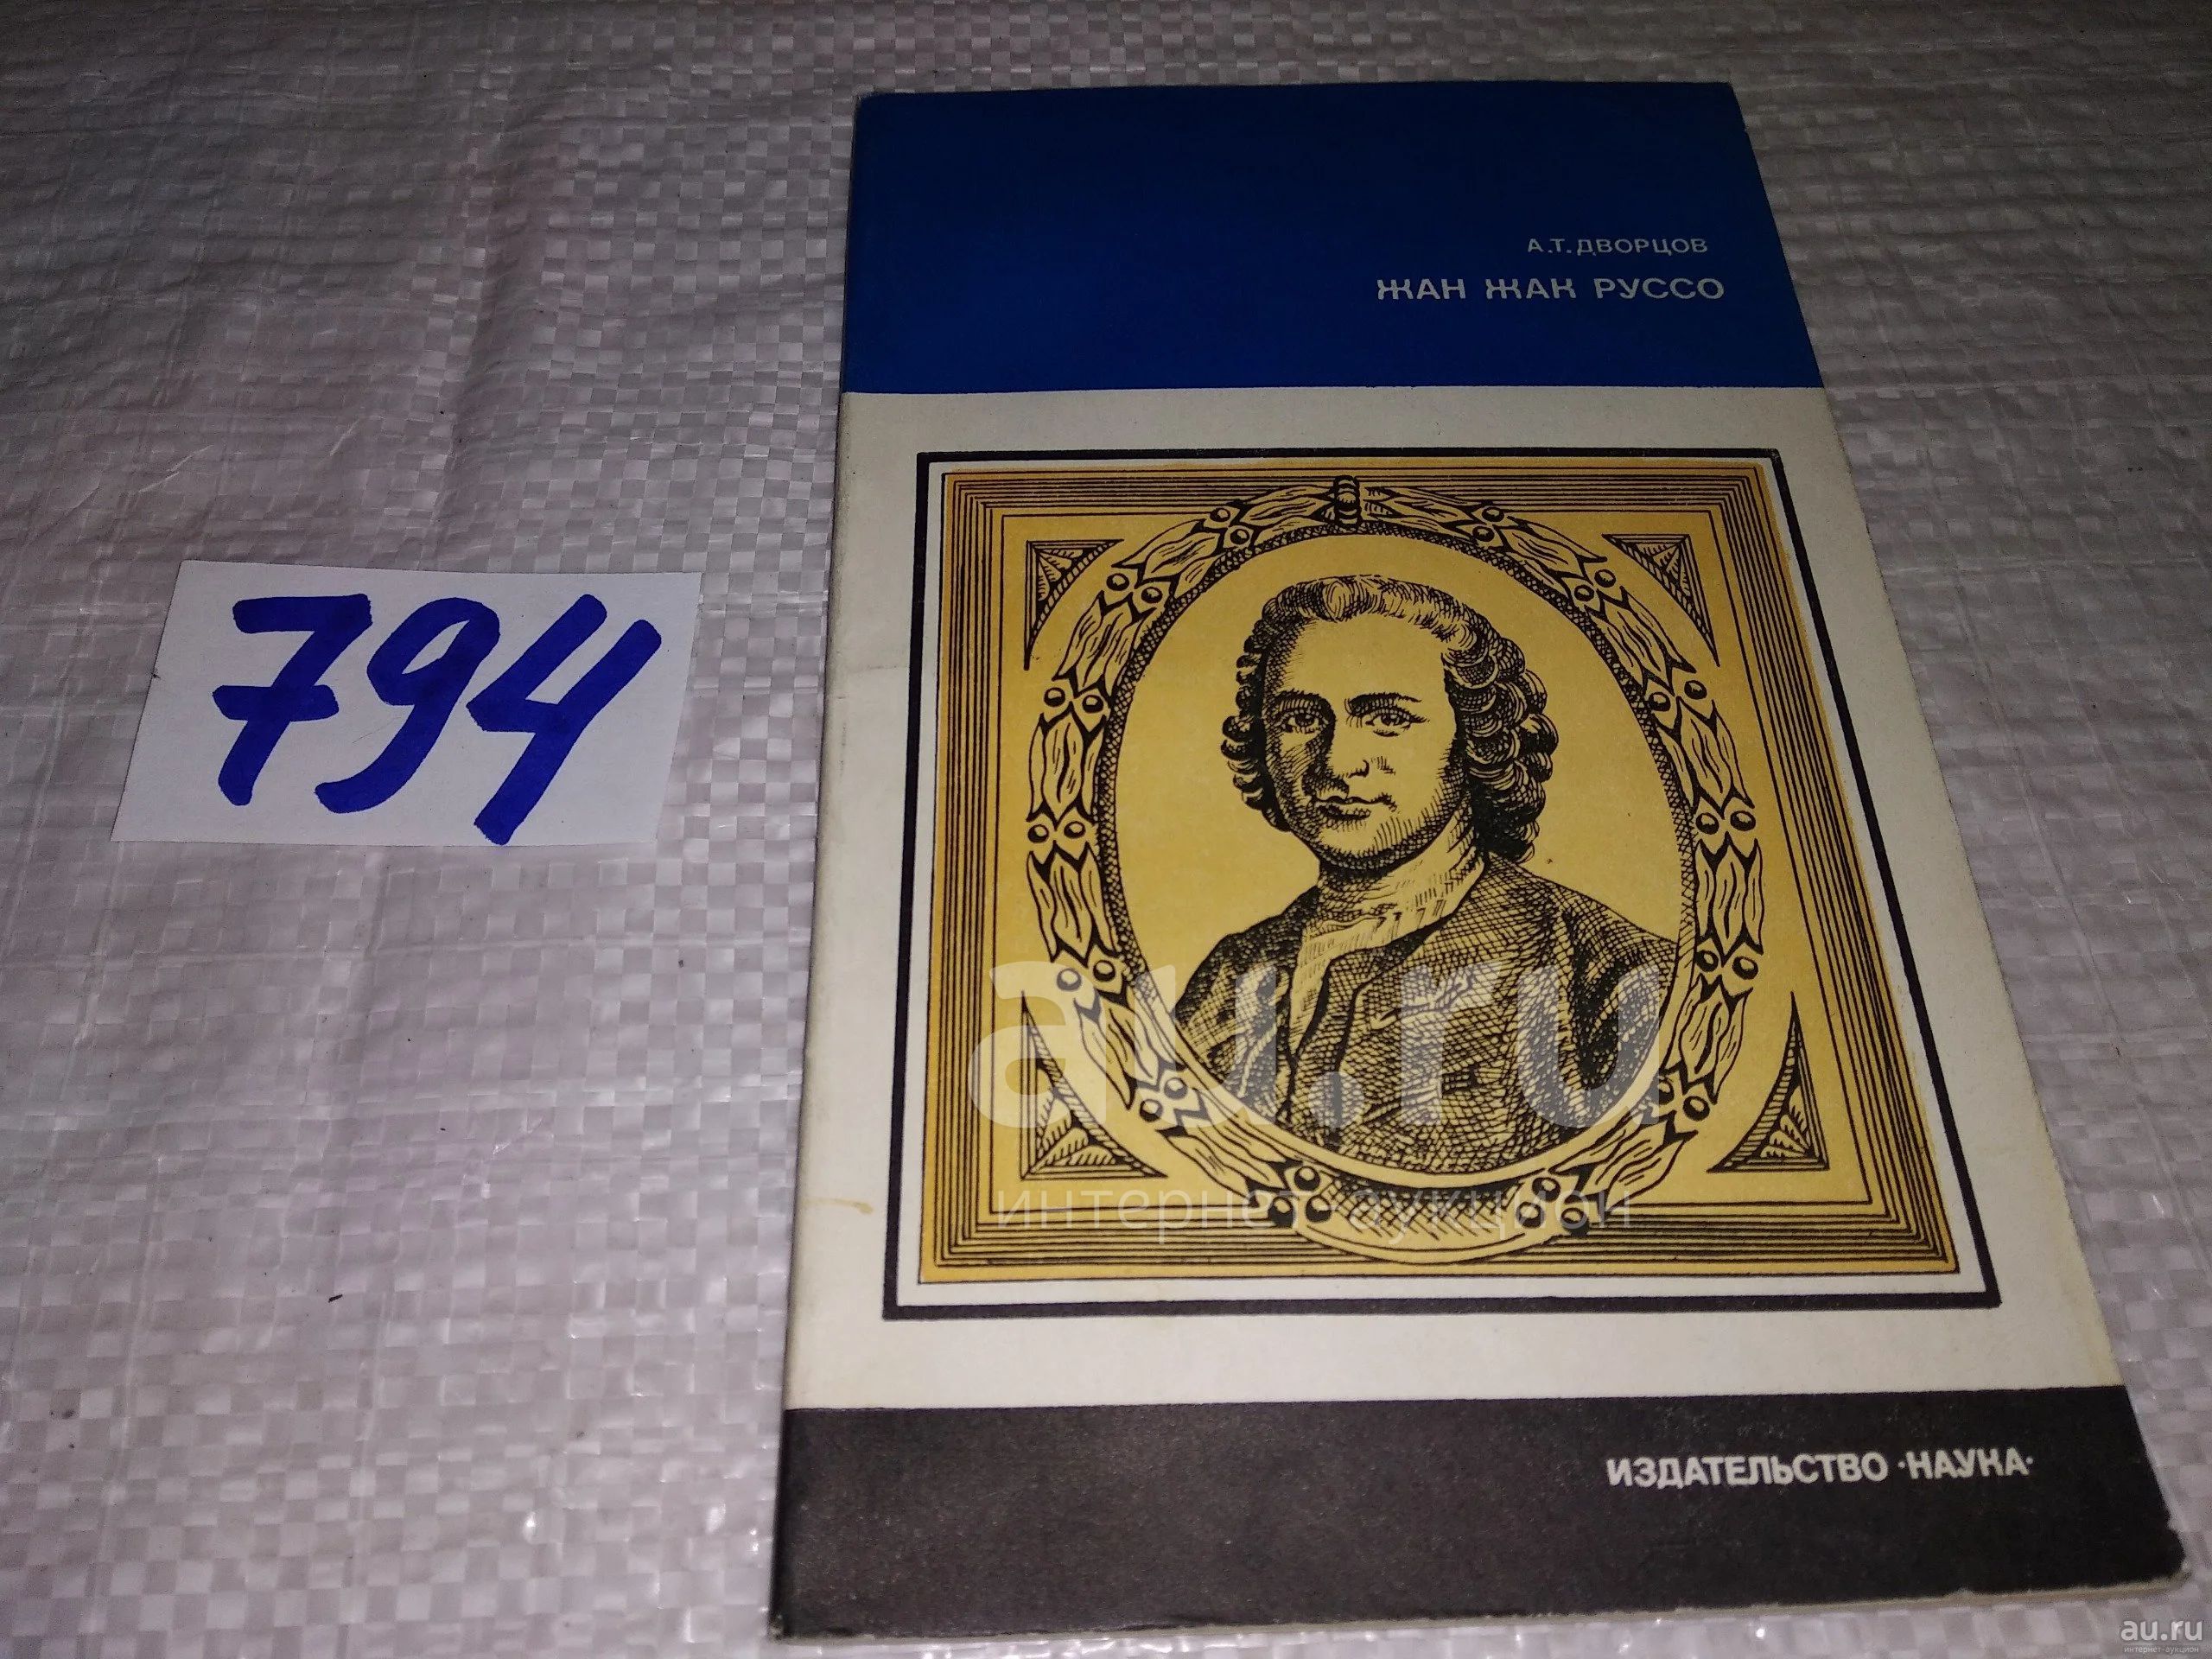 А.Т. ДВОРЦОВ
ЖАН ЖАК РУССО
794
au.ru
интернет-аукцион
ИЗДАТЕЛЬСТВО ·НАУКА·
au.ru
интернет-аукцион